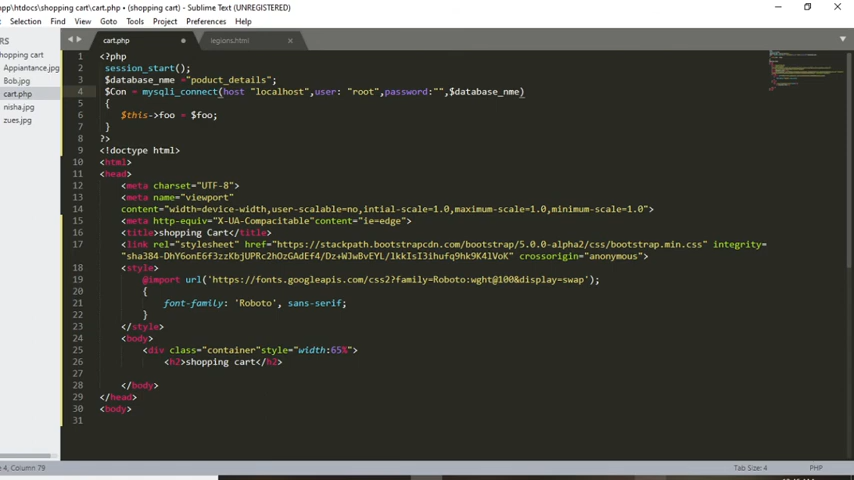 opp\htdocs\shopping cart\cart.php • (shopping cart) - Sublime Text (UNREGISTERED)
Selection Find View Goto Tools Project Preferences Help
RS
shopping cart
Appiantance.jpg
Bob.jpg
cart.php
nisha.jpg
zues.jpg
cart.php
legions.html
1 <?php
2 session_start();
3 $database_nme ="poduct_details";
4 $Con = mysqli_connect(host "localhost",user: "root",password:"",$database_nme)
5 {
6 $this->foo = $foo;
7 }
8 ?>
9 <!doctype html>
10 <html>
11 <head>
12 <meta charset="UTF-8">
13 <meta name="viewport"
14 content="width=device-width,user-scalable=no,intial-scale=1.0,maximum-scale=1.0,minimum-scale=1.0">
15 <meta http-equiv="X-UA-Compacitable"content="ie=edge">
16 <title>shopping Cart</title>
17 <link rel="stylesheet" href="https://stackpath.bootstrapcdn.com/bootstrap/5.0.0-alpha2/css/bootstrap.min.css" integrity=
"sha384-DhY6onE6f3zzKbjUPRc2hOzGAdEf4/Dz+WJwBvEYL/lkkIsI3ihufq9hk9K4lVoK" crossorigin="anonymous">
18 <style>
19 @import url('https://fonts.googleapis.com/css2?family=Roboto:wght@100&display=swap');
20 {
21 font-family: 'Roboto', sans-serif;
22 }
23 </style>
24 <body>
25 <div class="container"style="width:65%">
26 <h2>shopping cart</h2>
27
28 </body>
29 </head>
30 <body>
31
4, Column 79
Tab Size: 4
PHP